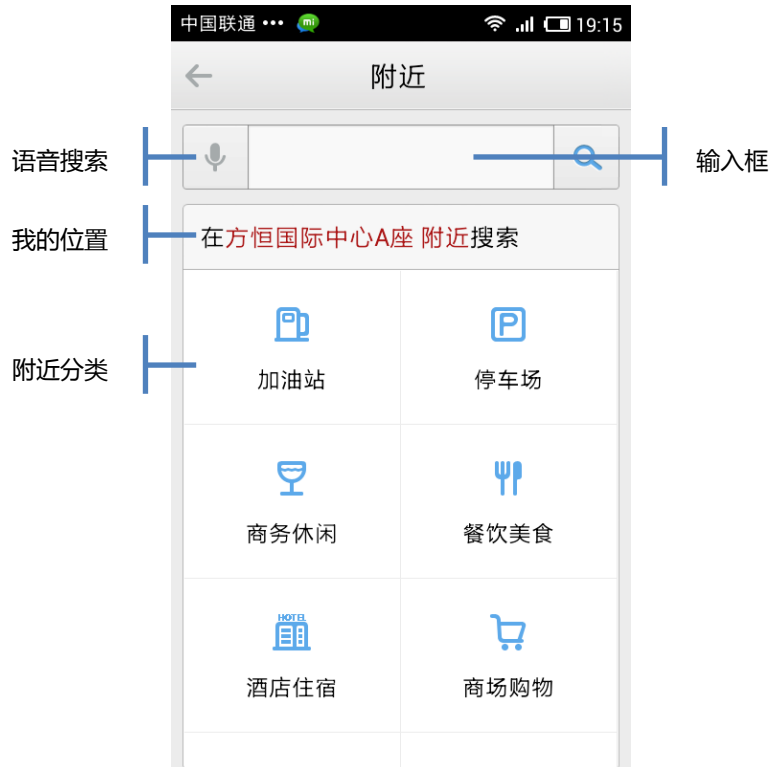 中国联通 ••• mi 19:15
附近
语音搜索
输入框
我的位置
在方恒国际中心A座 附近搜索
附近分类
P
加油站
停车场
商务休闲
餐饮美食
HOTEL
酒店住宿
商场购物